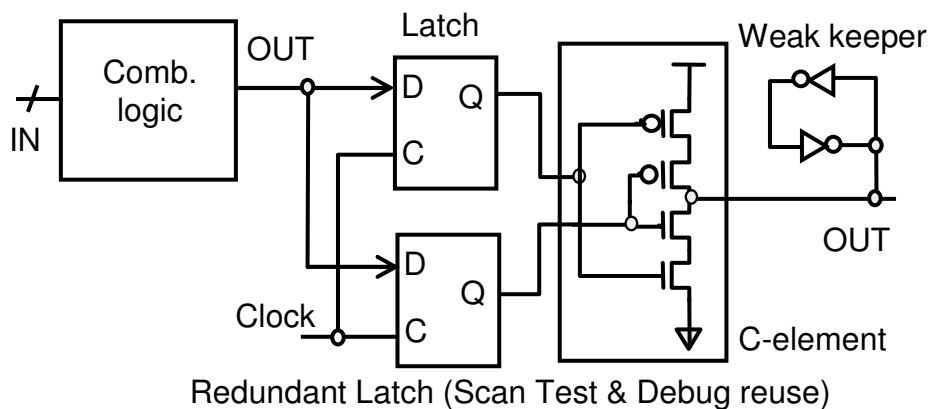 Latch
Weak keeper
OUT
Comb.
logic
IN
D
Q
C
D
Q
C
Clock
OUT
C-element
Redundant Latch (Scan Test & Debug reuse)